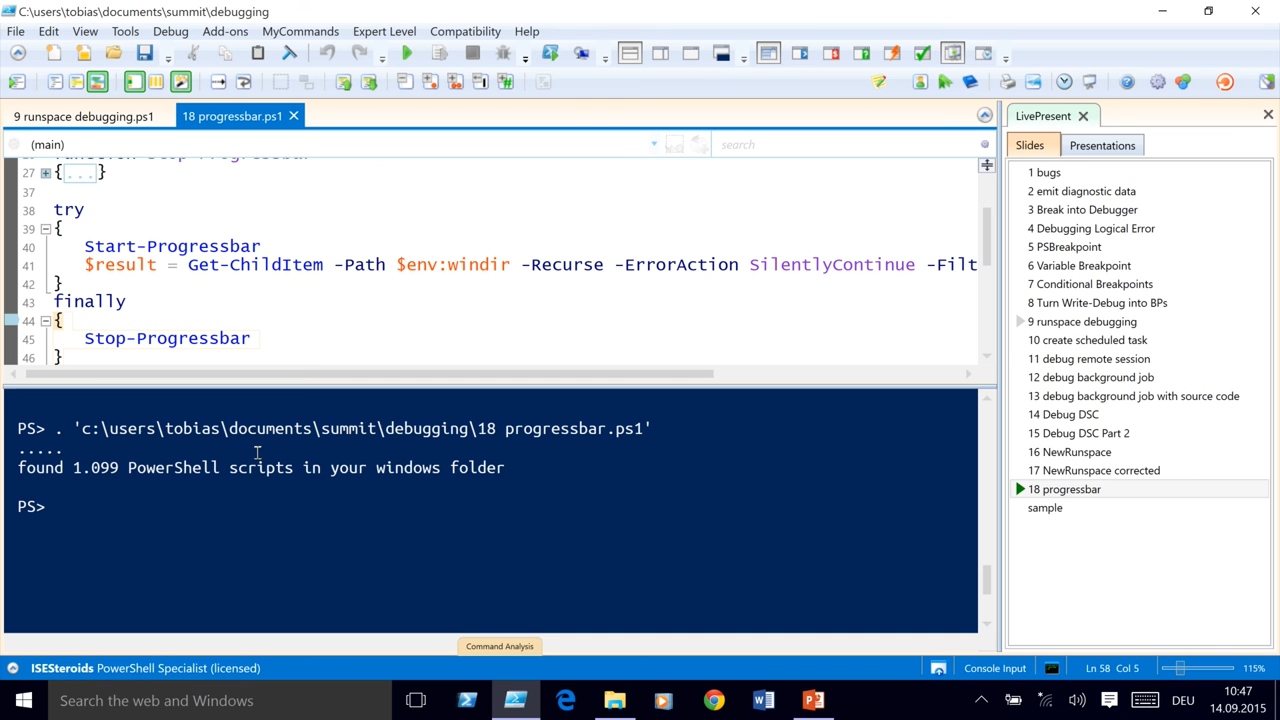 C:\users\tobias\documents\summit\debugging
File Edit View Tools Debug Add-ons MyCommands Expert Level Compatibility Help
9 runspace debugging.ps1
18 progressbar.ps1
(main)
search
27 {...}
37
38 try
39 {
40 Start-Progressbar
41 $result = Get-ChildItem -Path $env:windir -Recurse -ErrorAction SilentlyContinue -Filt
42 }
43 finally
44 {
45 Stop-Progressbar
46 }
PS> . 'c:\users\tobias\documents\summit\debugging\18 progressbar.ps1'
.....
found 1.099 PowerShell scripts in your windows folder
PS>
Command Analysis
LivePresent
Slides
Presentations
1 bugs
2 emit diagnostic data
3 Break into Debugger
4 Debugging Logical Error
5 PSBreakpoint
6 Variable Breakpoint
7 Conditional Breakpoints
8 Turn Write-Debug into BPs
9 runspace debugging
10 create scheduled task
11 debug remote session
12 debug background job
13 debug background job with source code
14 Debug DSC
15 Debug DSC Part 2
16 NewRunspace
17 NewRunspace corrected
18 progressbar
sample
ISESteroids PowerShell Specialist (licensed)
Console Input
Ln 58 Col 5
115%
Search the web and Windows
DEU
10:47
14.09.2015